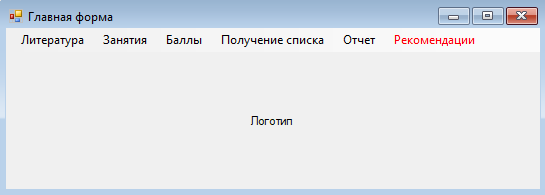 Главная форма
Литература Занятия Баллы Получение списка Отчет Рекомендации
Логотип